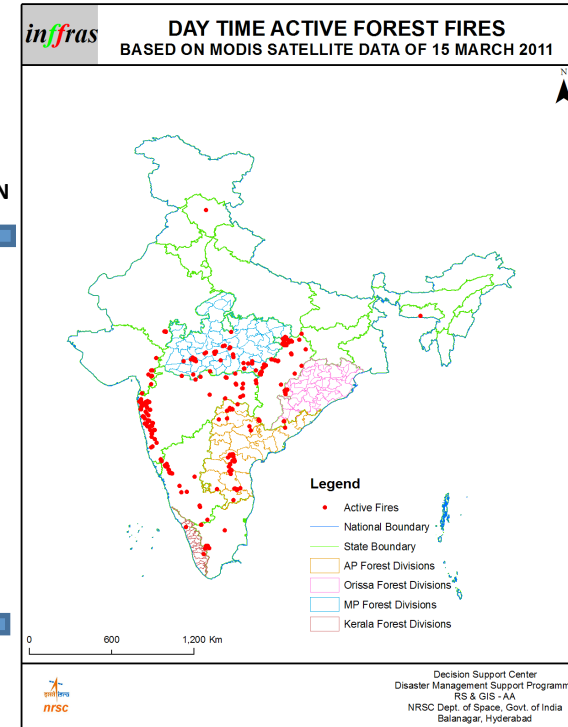 inffras
DAY TIME ACTIVE FOREST FIRES
BASED ON MODIS SATELLITE DATA OF 15 MARCH 2011
N
N
Legend
Active Fires
National Boundary
State Boundary
AP Forest Divisions
Orissa Forest Divisions
MP Forest Divisions
Kerala Forest Divisions
0 600 1,200 Km
इसरो isro
nrsc
Decision Support Center
Disaster Management Support Programm
RS & GIS - AA
NRSC Dept. of Space, Govt. of India
Balanagar, Hyderabad